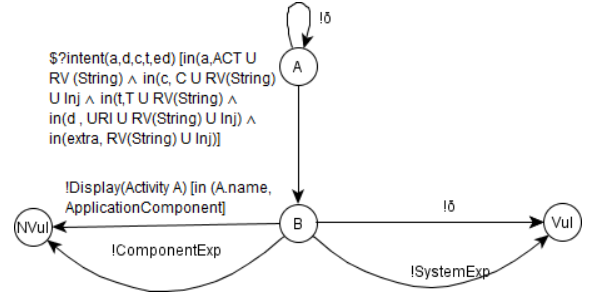 !δ
$?intent(a,d,c,t,ed) [in(a,ACT U
RV (String) ∧ in(c, C U RV(String)
U Inj ∧ in(t,T U RV(String) ∧
in(d , URI U RV(String) U Inj) ∧
in(extra, RV(String) U Inj)]
A
!Display(Activity A) [in (A.name,
ApplicationComponent]
!δ
NVul
B
Vul
!ComponentExp
!SystemExp